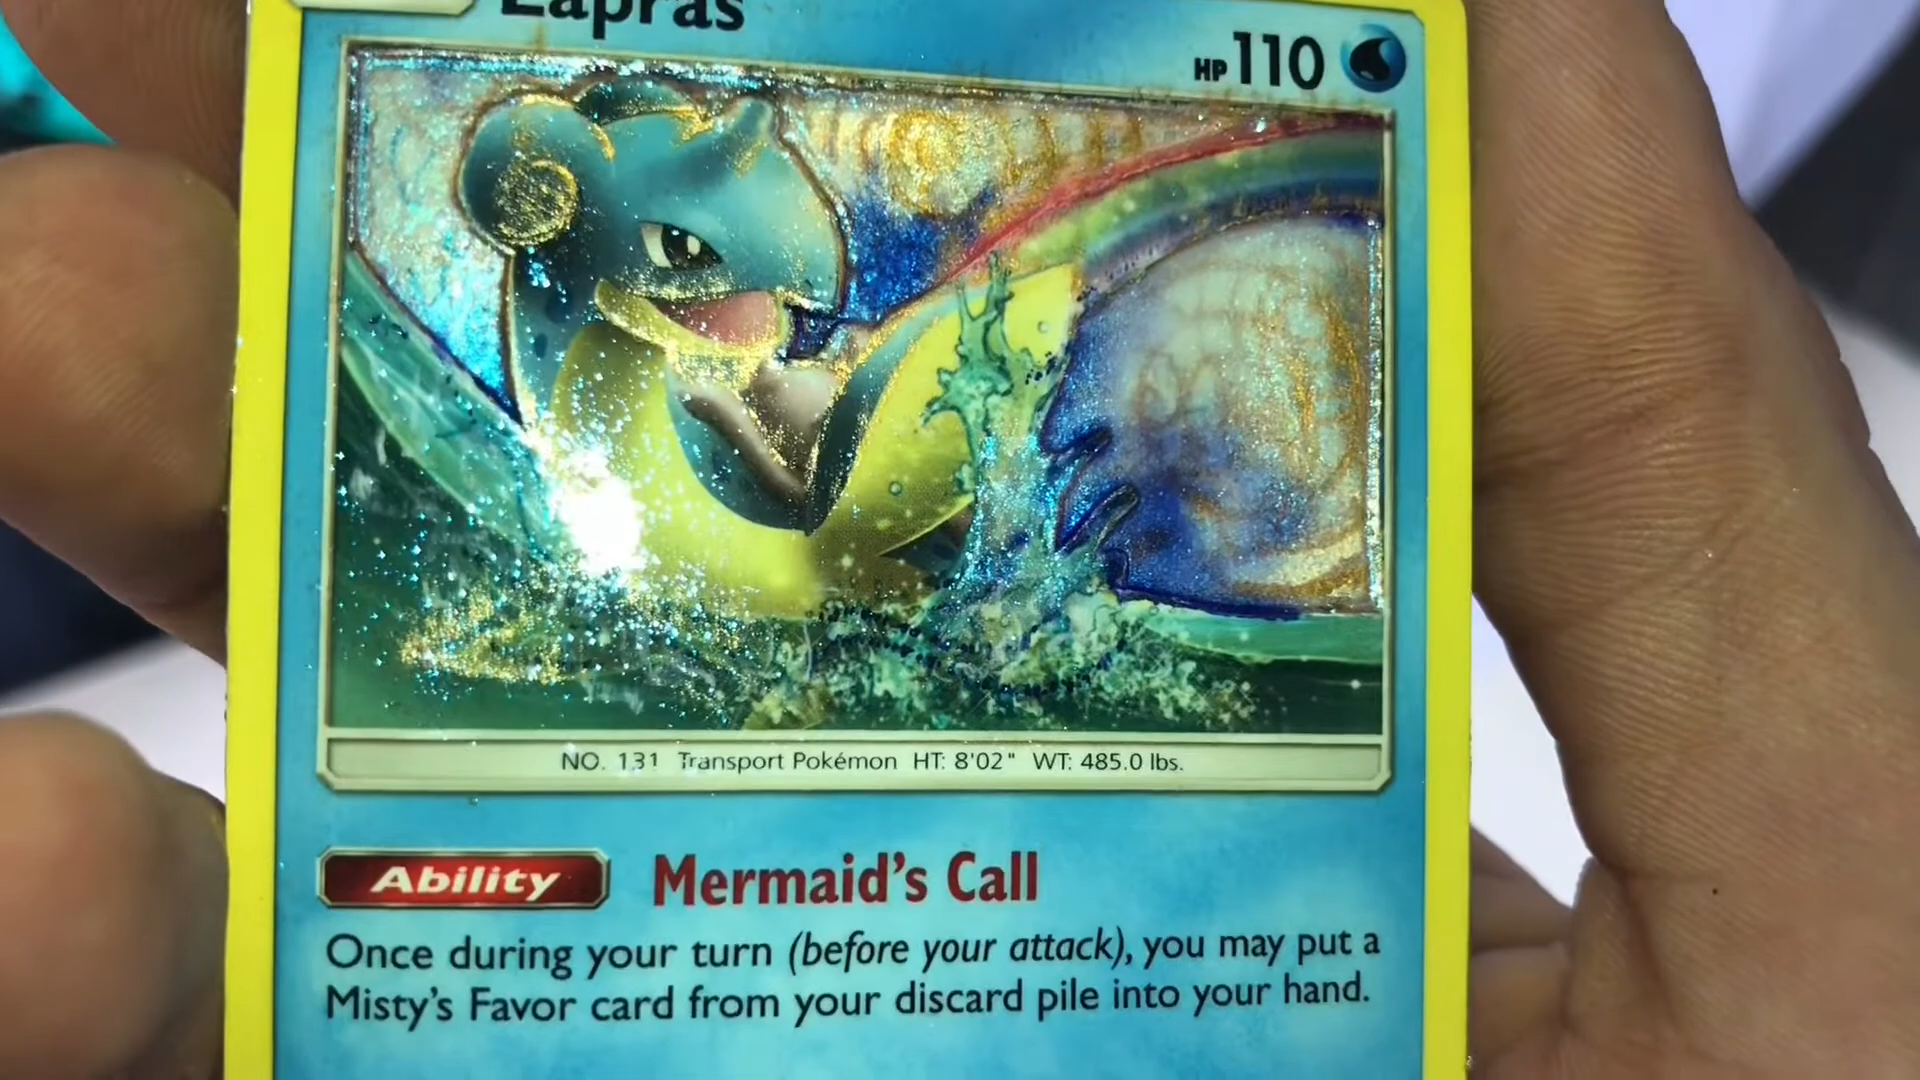 Lapras
HP 110
NO. 131 Transport Pokémon HT: 8'02" WT: 485.0 lbs.
Ability Mermaid's Call
Once during your turn (before your attack), you may put a
Misty's Favor card from your discard pile into your hand.